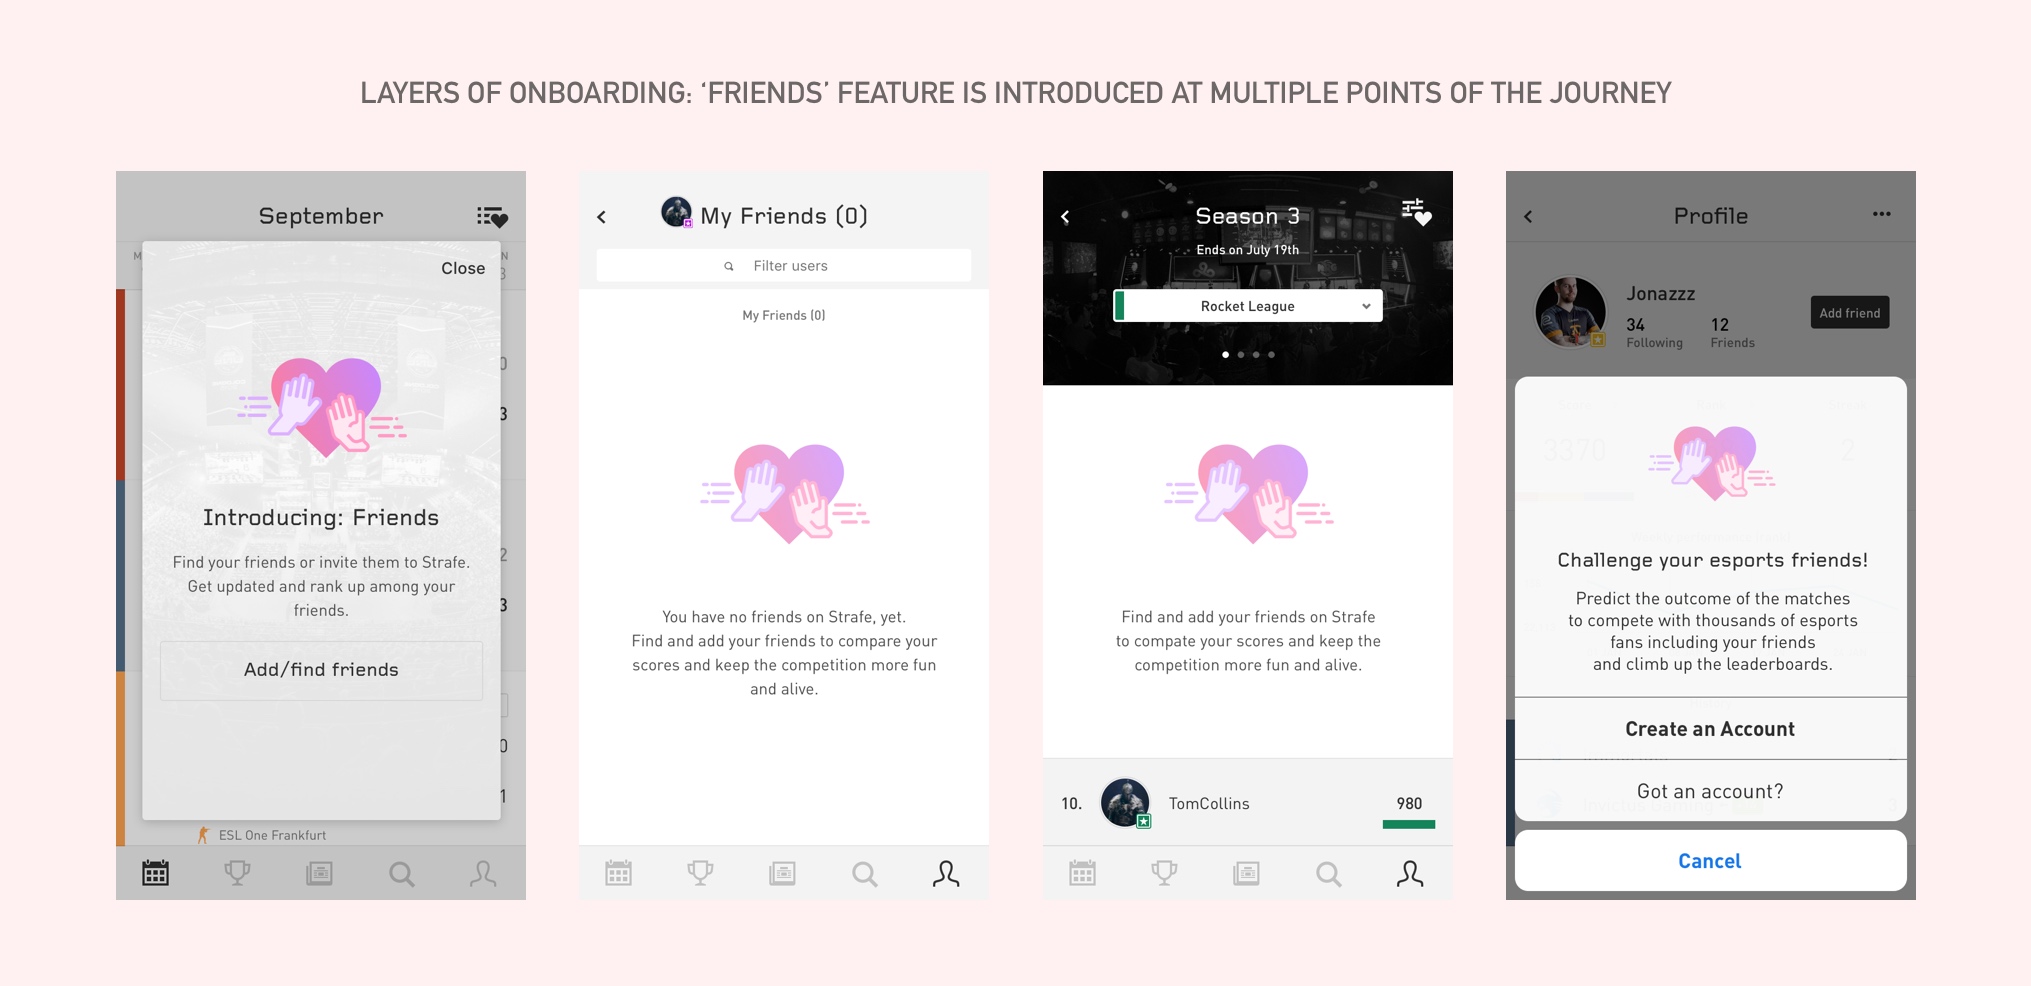 LAYERS OF ONBOARDING: ‘FRIENDS’ FEATURE IS INTRODUCED AT MULTIPLE POINTS OF THE JOURNEY
September
Close
Introducing: Friends
Find your friends or invite them to Strafe.
Get updated and rank up among your
friends.
Add/find friends
ESL One Frankfurt
My Friends (0)
Filter users
My Friends (0)
You have no friends on Strafe, yet.
Find and add your friends to compare your
scores and keep the competition more fun
and alive.
Season 3
Ends on July 19th
Rocket League
Find and add your friends on Strafe
to compate your scores and keep the
competition more fun and alive.
10. TomCollins 980
Profile
Jonazzz
34 12
Following Friends
Add friend
3370 2
Challenge your esports friends!
Predict the outcome of the matches
to compete with thousands of esports
fans including your friends
and climb up the leaderboards.
Create an Account
Got an account?
Cancel